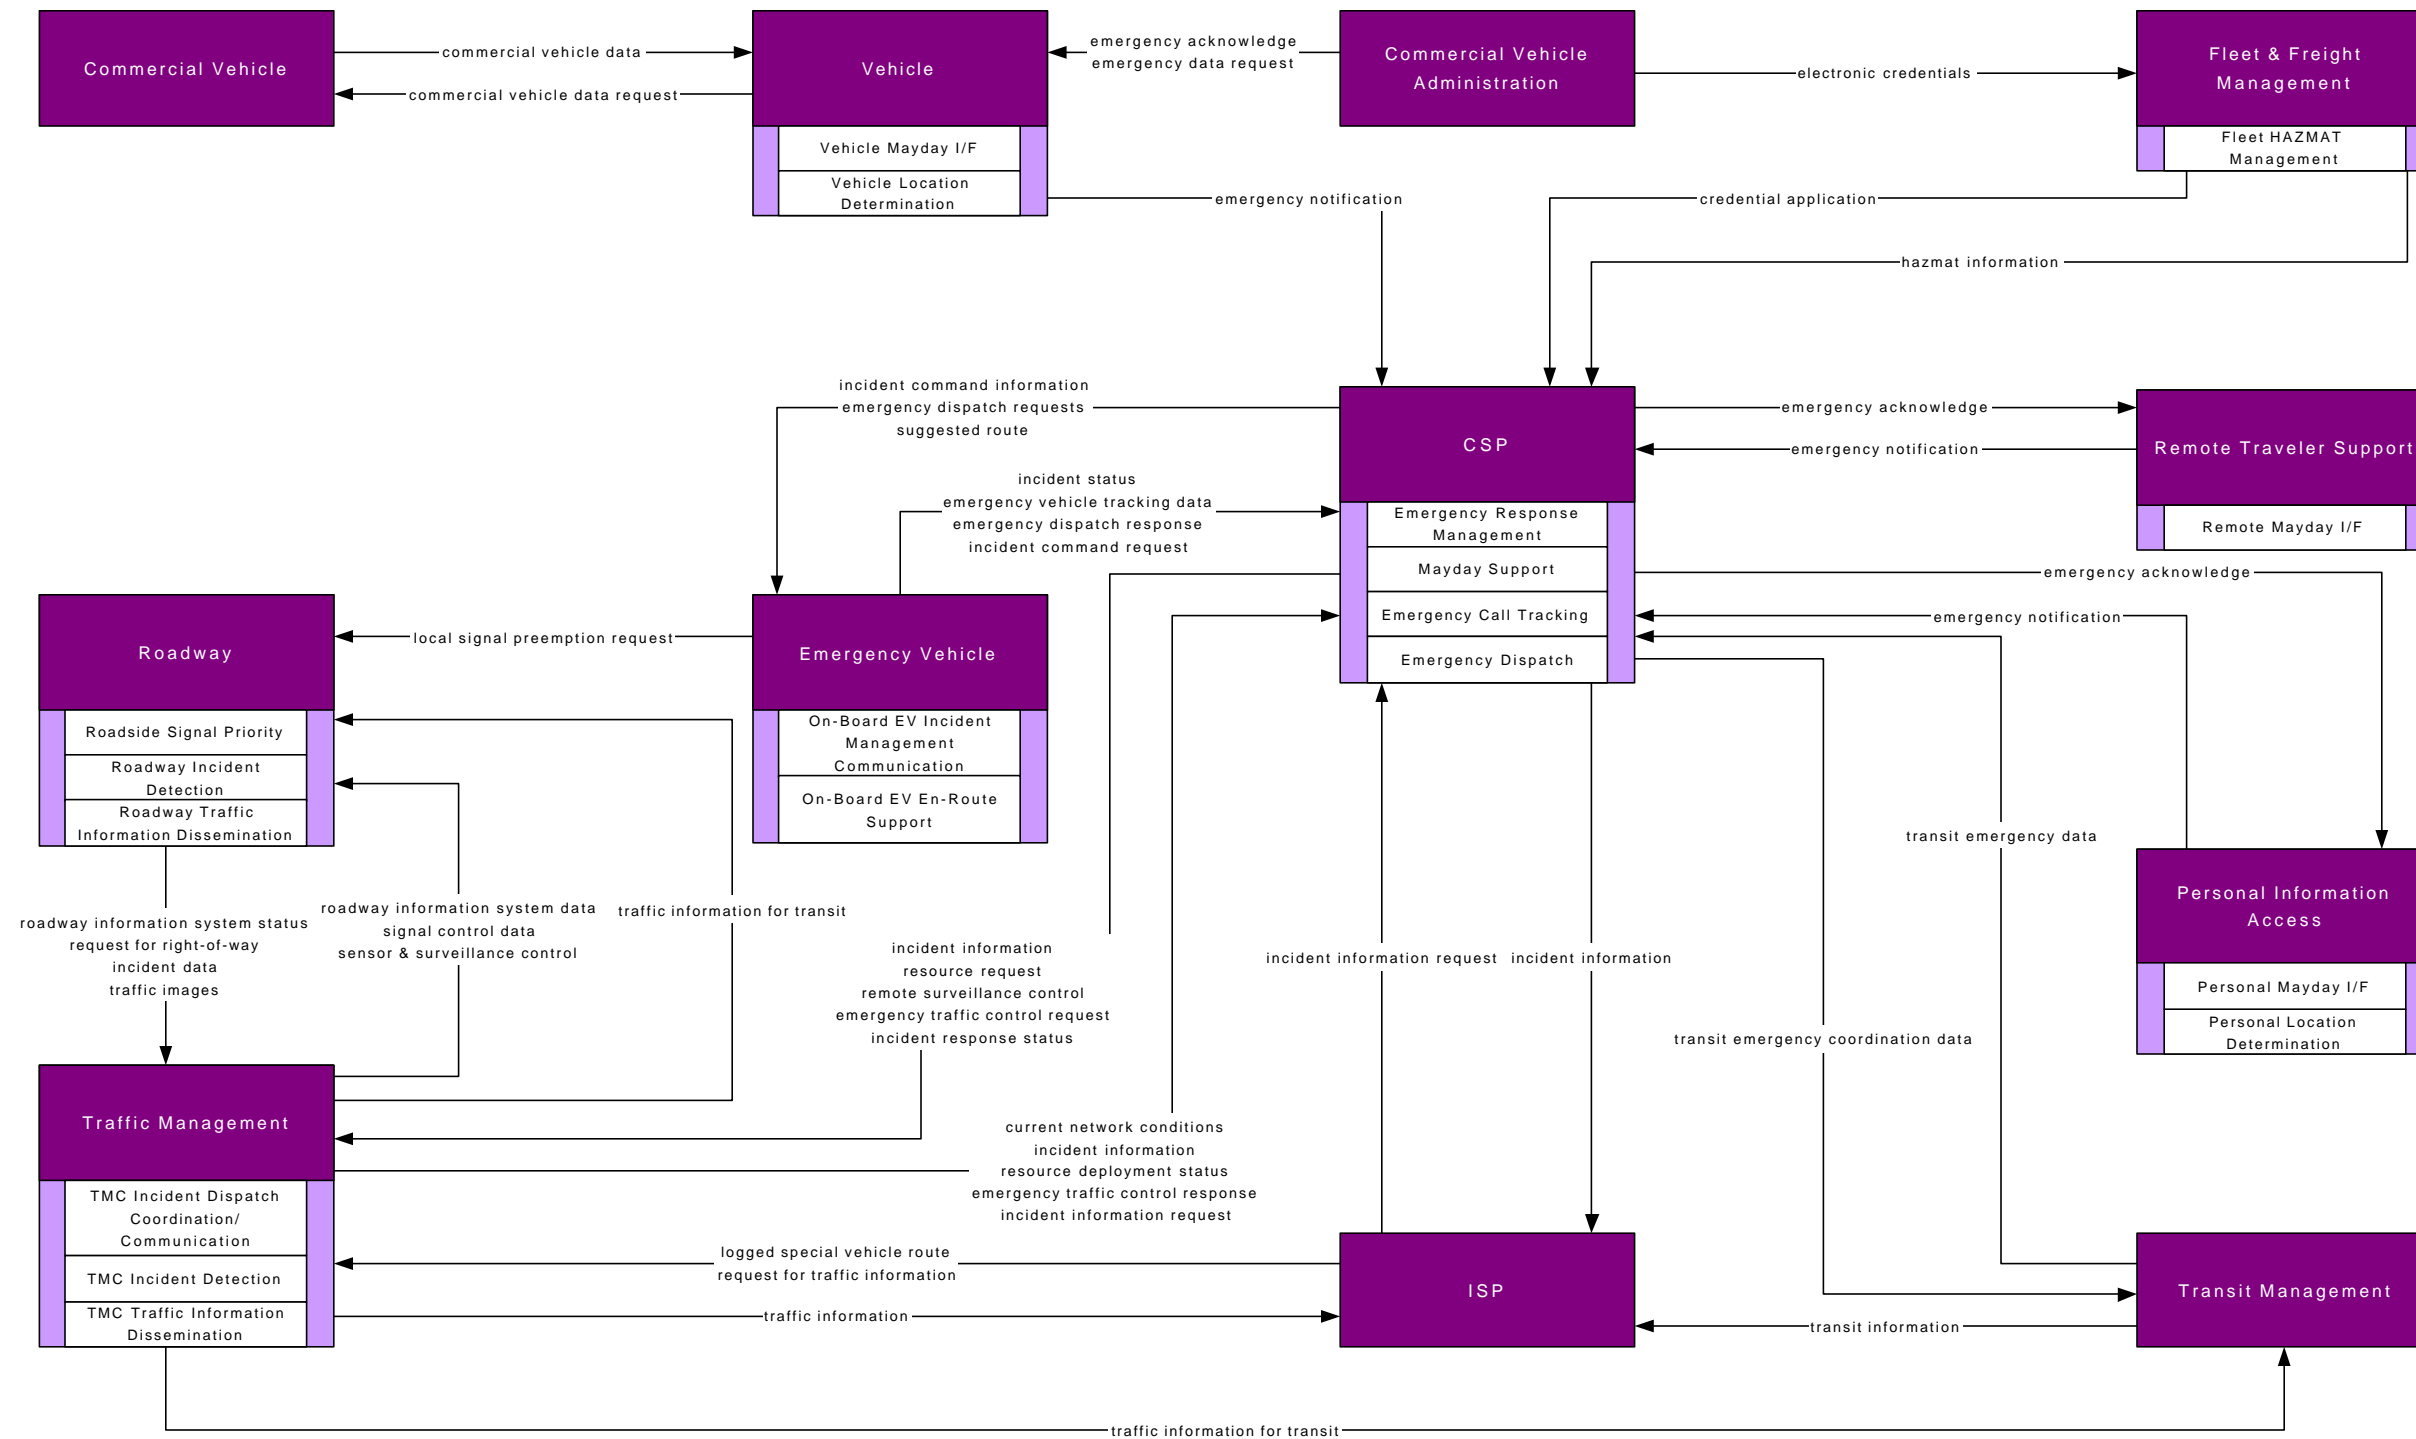 Commercial Vehicle
commercial vehicle data
commercial vehicle data request
Vehicle
Vehicle Mayday I/F
Vehicle Location
Determination
emergency acknowledge
emergency data request
Commercial Vehicle
Administration
electronic credentials
Fleet & Freight
Management
Fleet HAZMAT
Management
emergency notification
credential application
hazmat information
incident command information
emergency dispatch requests
suggested route
incident status
emergency vehicle tracking data
emergency dispatch response
incident command request
CSP
Emergency Response
Management
Mayday Support
Emergency Call Tracking
Emergency Dispatch
emergency acknowledge
emergency notification
Remote Traveler Support
Remote Mayday I/F
emergency acknowledge
emergency notification
Roadway
Roadside Signal Priority
Roadway Incident
Detection
Roadway Traffic
Information Dissemination
local signal preemption request
Emergency Vehicle
On-Board EV Incident
Management
Communication
On-Board EV En-Route
Support
transit emergency data
Personal Information
Access
Personal Mayday I/F
Personal Location
Determination
roadway information system status
request for right-of-way
incident data
traffic images
roadway information system data
signal control data
sensor & surveillance control
traffic information for transit
incident information
resource request
remote surveillance control
emergency traffic control request
incident response status
incident information request
incident information
transit emergency coordination data
Traffic Management
TMC Incident Dispatch
Coordination/
Communication
TMC Incident Detection
TMC Traffic Information
Dissemination
current network conditions
incident information
resource deployment status
emergency traffic control response
incident information request
logged special vehicle route
request for traffic information
traffic information
ISP
transit information
Transit Management
traffic information for transit